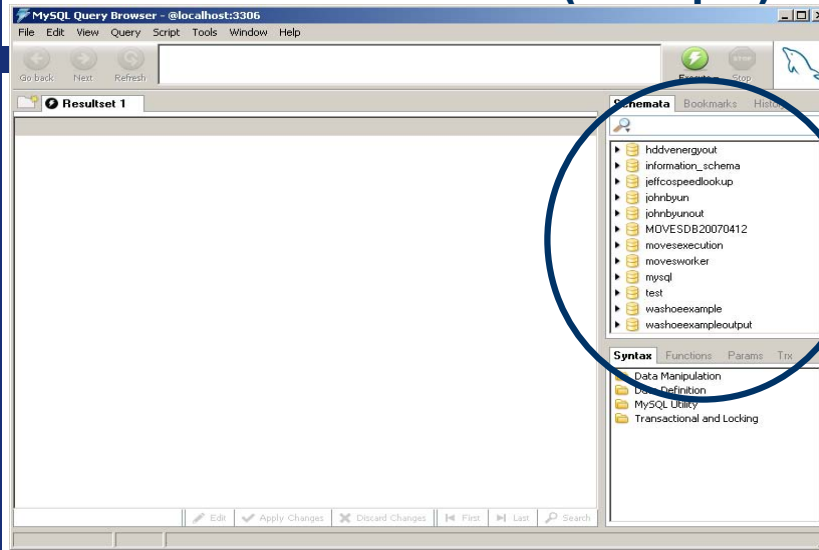 MySQL Query Browser - @localhost:3306
File Edit View Query Script Tools Window Help
Go back Next Refresh Execute Stop
Resultset 1
Schemata Bookmarks History
hddvenergyout
information_schema
jeffcospeedlookup
johnbyun
johnbyunout
MOVESDB20070412
movesexecution
movesworker
mysql
test
washoeexample
washoeexampleoutput
Syntax Functions Params Trx
Data Manipulation
Data Definition
MySQL Utility
Transactional and Locking
Edit Apply Changes Discard Changes First Last Search